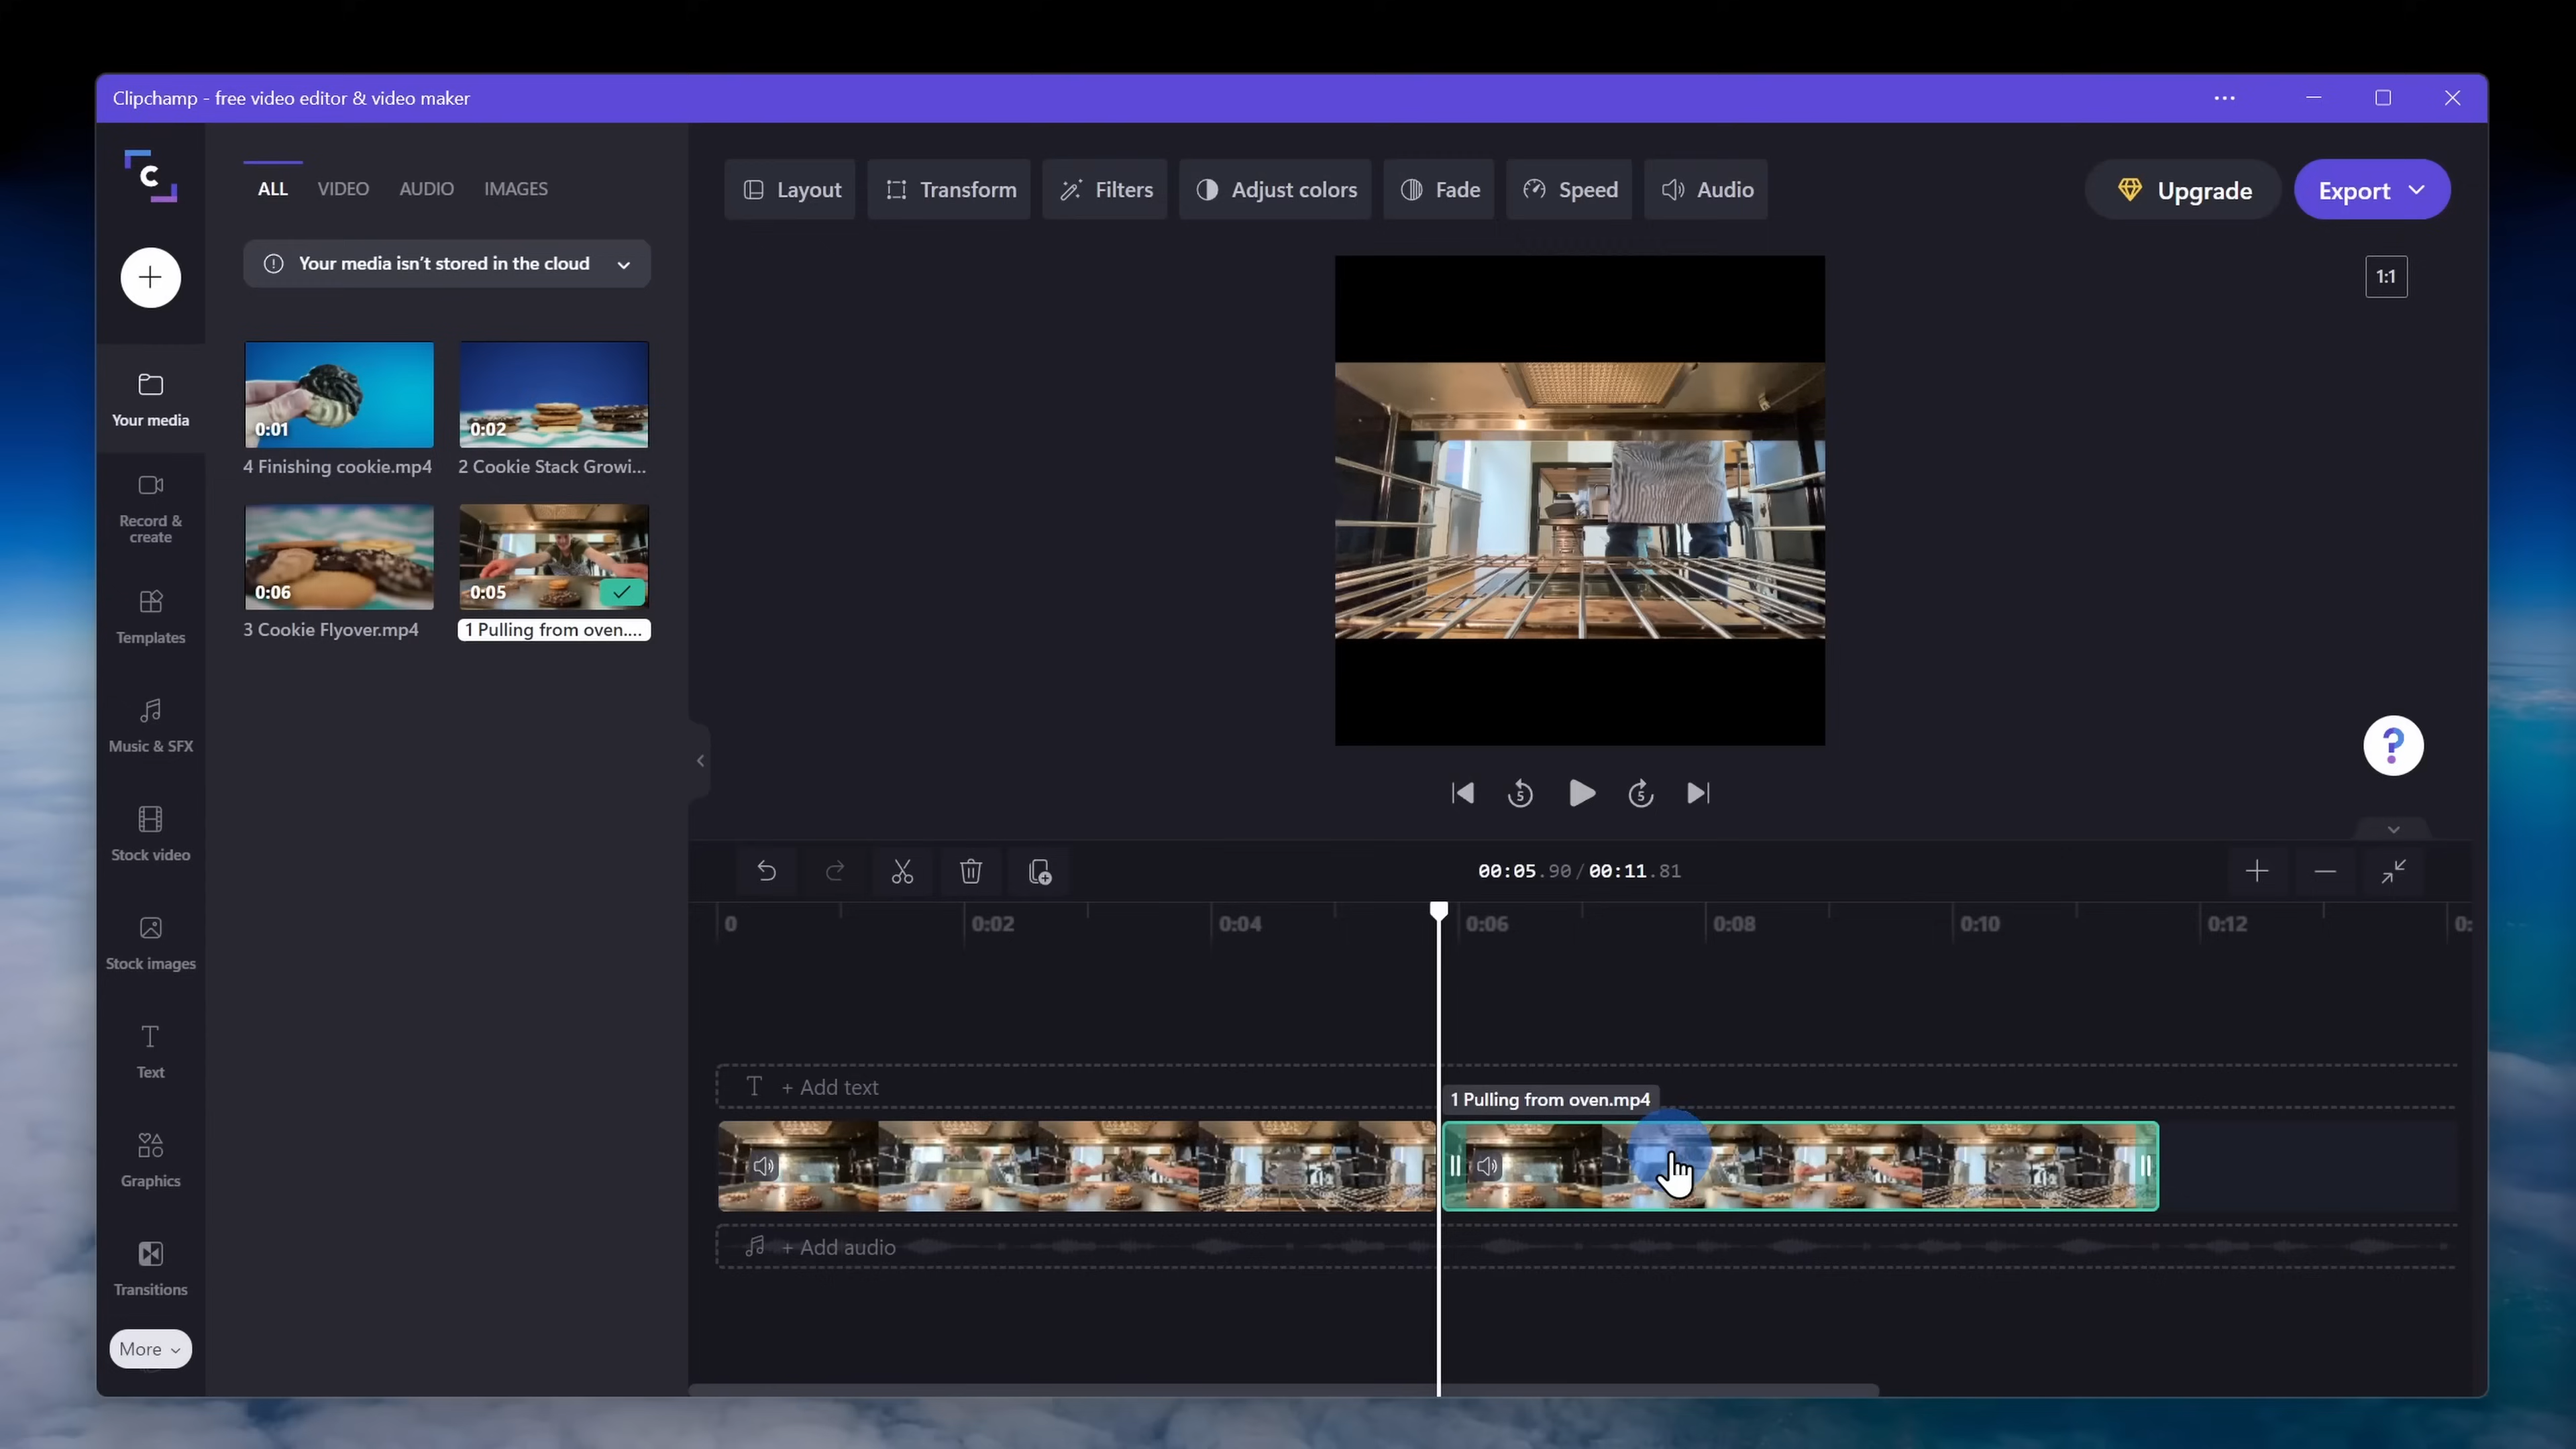 Clipchamp - free video editor & video maker
C
ALL VIDEO AUDIO IMAGES
Layout Transform Filters Adjust colors Fade Speed Audio
Upgrade Export
Your media isn't stored in the cloud
1:1
Your media
Record &
create
Templates
Music & SFX
Stock video
Stock images
Text
Graphics
Transitions
More
0:01
4 Finishing cookie.mp4
0:02
2 Cookie Stack Growi...
0:06
3 Cookie Flyover.mp4
0:05
1 Pulling from oven....
5 5
?
00:05.90 / 00:11.81
0 0:02 0:04 0:06 0:08 0:10 0:12 0:
T + Add text
1 Pulling from oven.mp4
+ Add audio